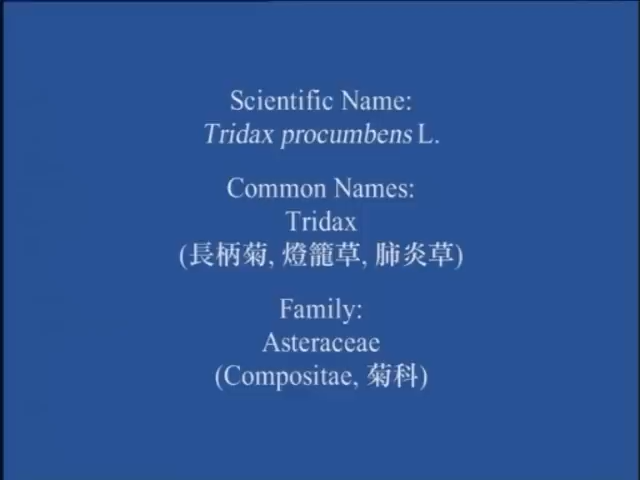 Scientific Name:
Tridax procumbens L.
Common Names:
Tridax
(長柄菊, 燈籠草, 肺炎草)
Family:
Asteraceae
(Compositae, 菊科)